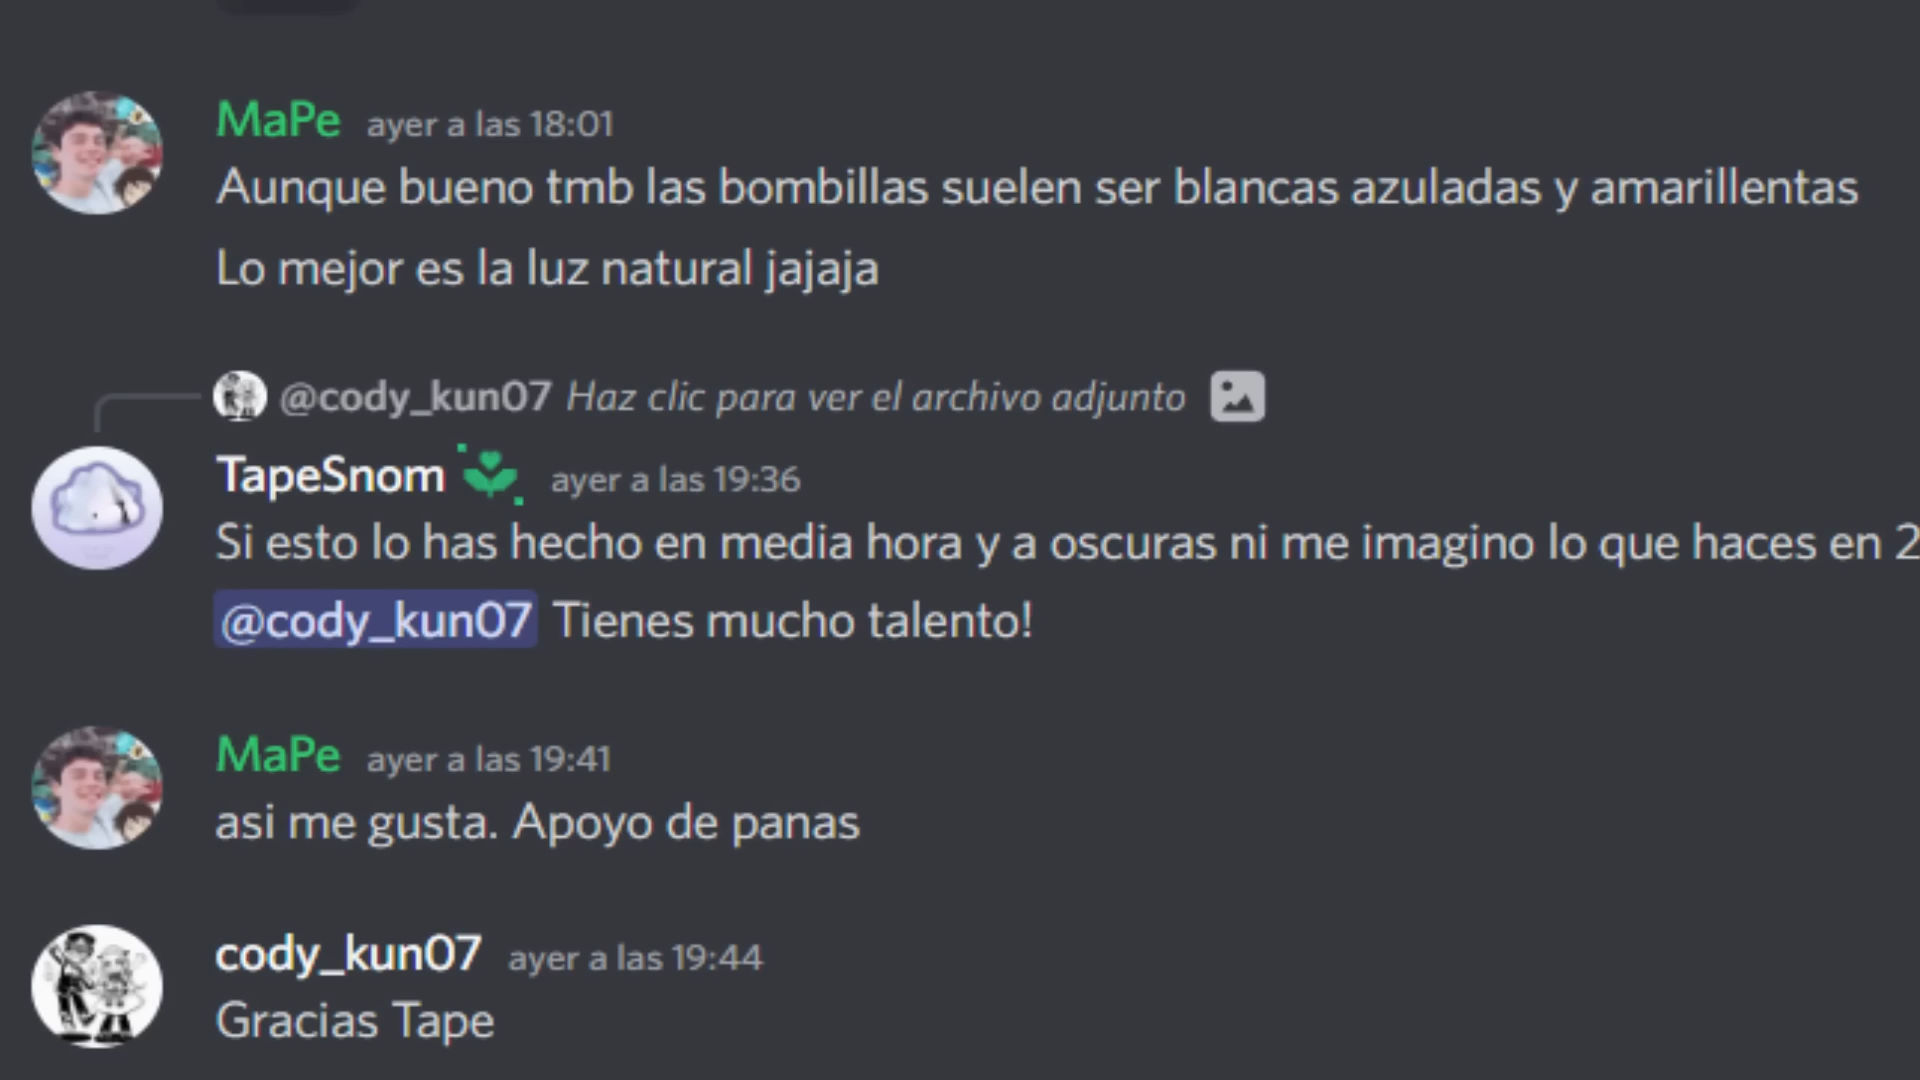 MaPe ayer a las 18:01
Aunque bueno tmb las bombillas suelen ser blancas azuladas y amarillentas
Lo mejor es la luz natural jajaja
@cody_kun07 Haz clic para ver el archivo adjunto
TapeSnom ayer a las 19:36
Si esto lo has hecho en media hora y a oscuras ni me imagino lo que haces en 2
@cody_kun07 Tienes mucho talento!
MaPe ayer a las 19:41
asi me gusta. Apoyo de panas
cody_kun07 ayer a las 19:44
Gracias Tape